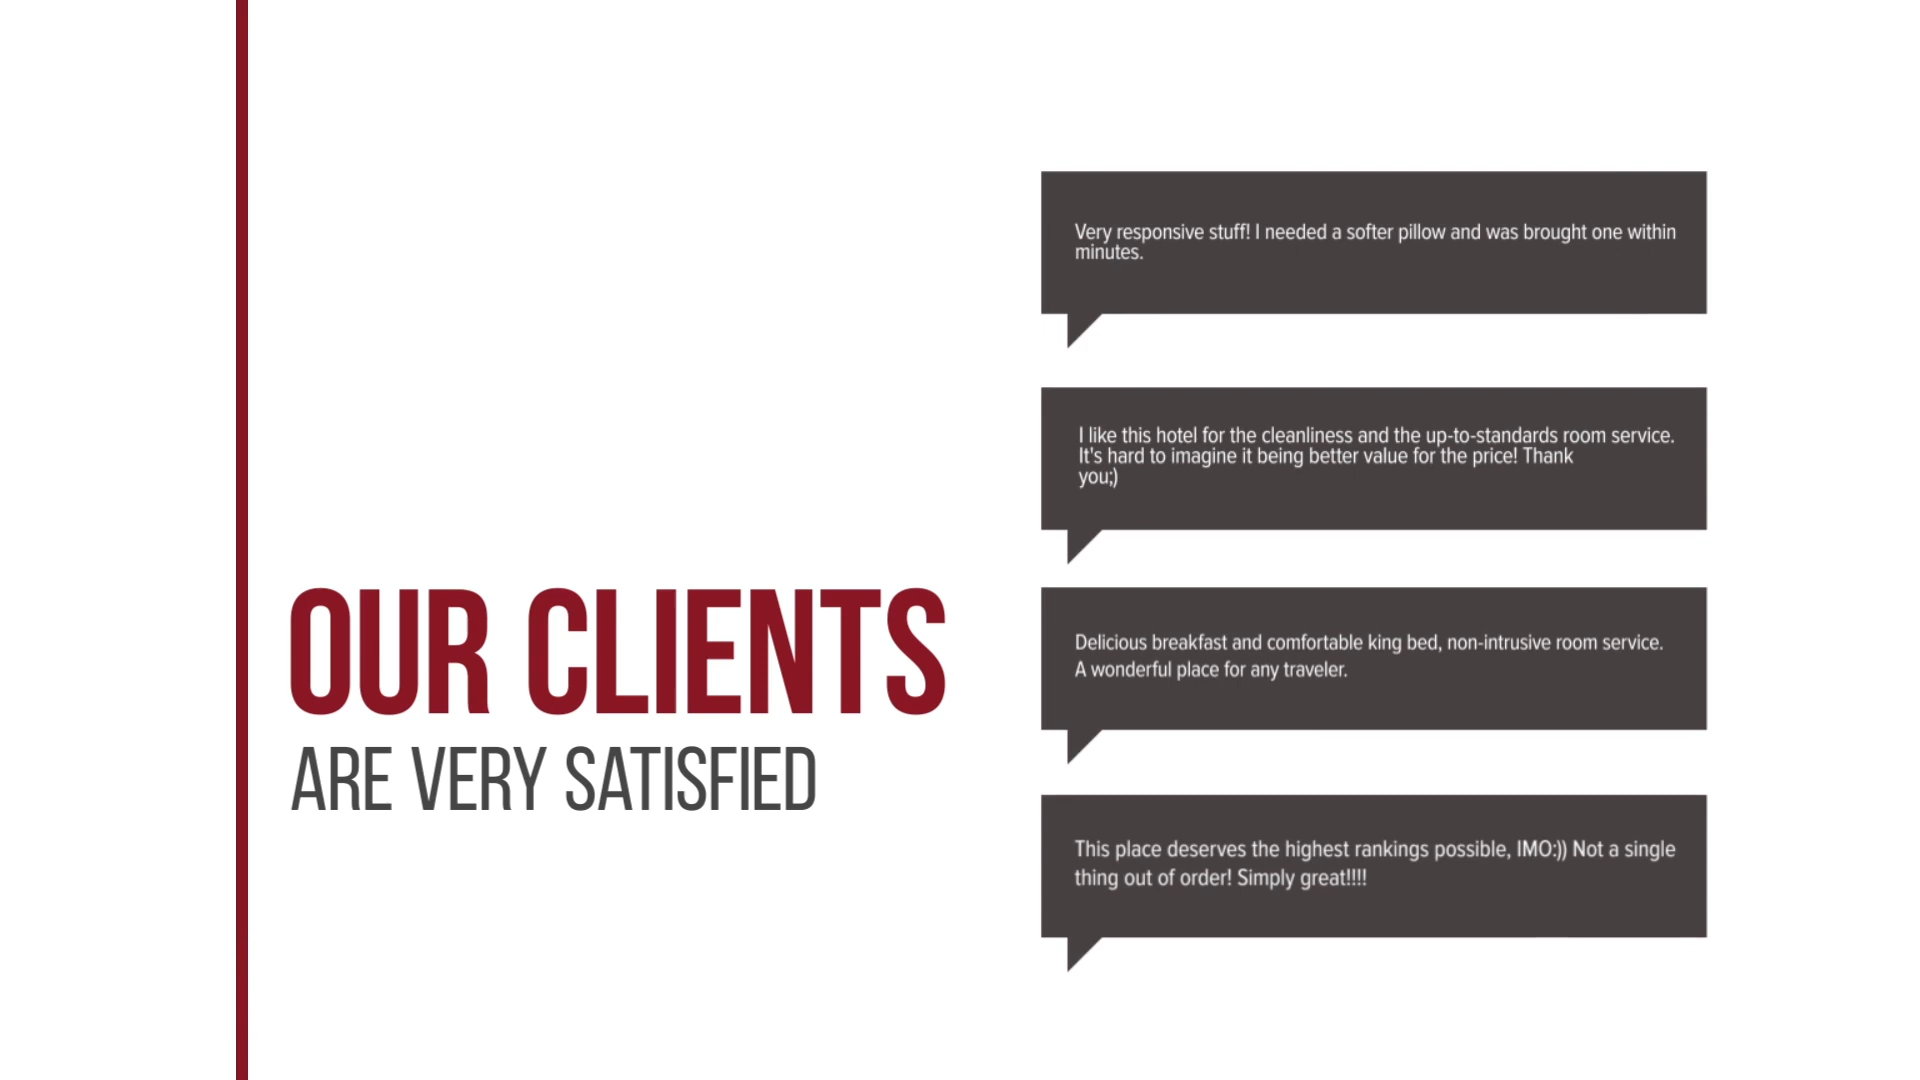 OUR CLIENTS
ARE VERY SATISFIED
Very responsive stuff! I needed a softer pillow and was brought one within
minutes.
I like this hotel for the cleanliness and the up-to-standards room service.
It's hard to imagine it being better value for the price! Thank
you;)
Delicious breakfast and comfortable king bed, non-intrusive room service.
A wonderful place for any traveler.
This place deserves the highest rankings possible, IMO:)) Not a single
thing out of order! Simply great!!!!